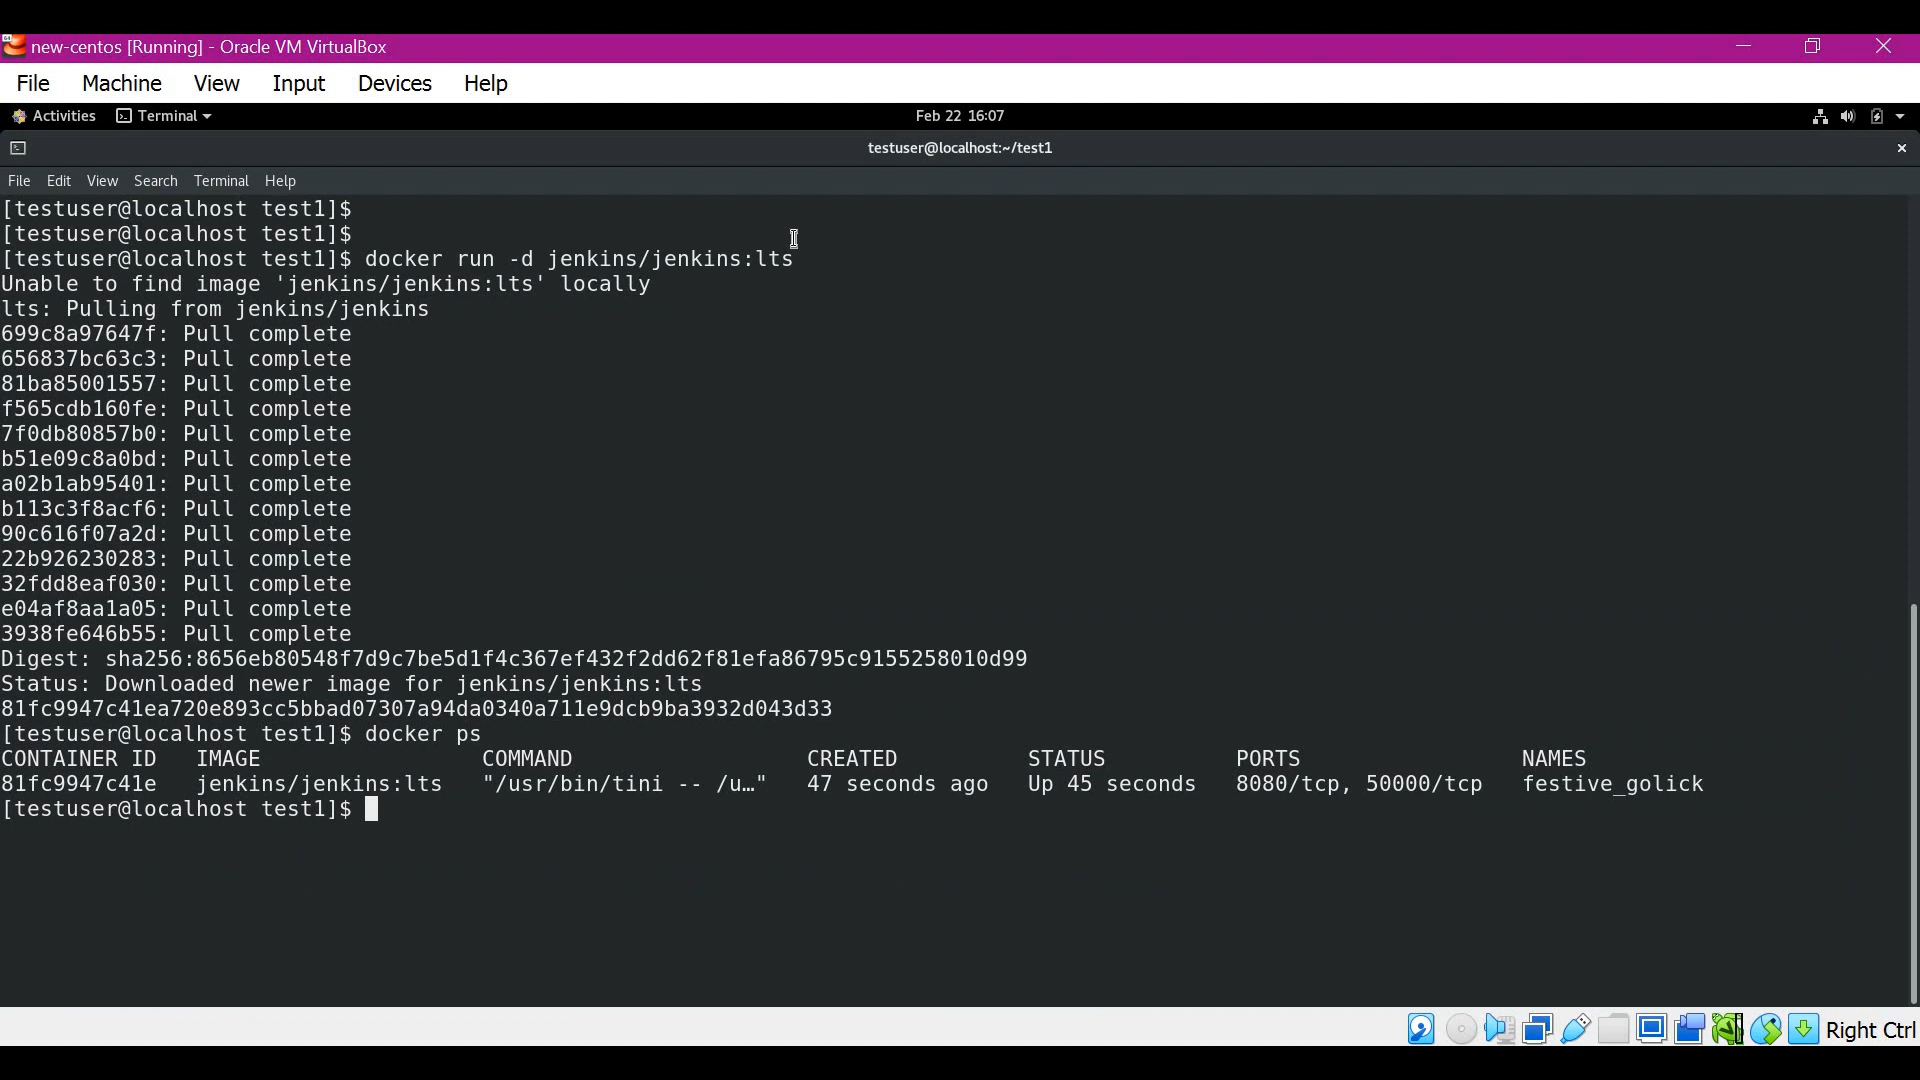 new-centos [Running] - Oracle VM VirtualBox
File Machine View Input Devices Help
Activities Terminal Feb 22 16:07
testuser@localhost:~/test1
File Edit View Search Terminal Help
[testuser@localhost test1]$
[testuser@localhost test1]$
[testuser@localhost test1]$ docker run -d jenkins/jenkins:lts
Unable to find image 'jenkins/jenkins:lts' locally
lts: Pulling from jenkins/jenkins
699c8a97647f: Pull complete
656837bc63c3: Pull complete
81ba85001557: Pull complete
f565cdb160fe: Pull complete
7f0db80857b0: Pull complete
b51e09c8a0bd: Pull complete
a02b1ab95401: Pull complete
b113c3f8acf6: Pull complete
90c616f07a2d: Pull complete
22b926230283: Pull complete
32fdd8eaf030: Pull complete
e04af8aa1a05: Pull complete
3938fe646b55: Pull complete
Digest: sha256:8656eb80548f7d9c7be5d1f4c367ef432f2dd62f81efa86795c9155258010d99
Status: Downloaded newer image for jenkins/jenkins:lts
81fc9947c41ea720e893cc5bbad07307a94da0340a711e9dcb9ba3932d043d33
[testuser@localhost test1]$ docker ps
CONTAINER ID IMAGE COMMAND CREATED STATUS PORTS NAMES
81fc9947c41e jenkins/jenkins:lts "/usr/bin/tini -- /u…" 47 seconds ago Up 45 seconds 8080/tcp, 50000/tcp festive_golick
[testuser@localhost test1]$
Right Ctrl